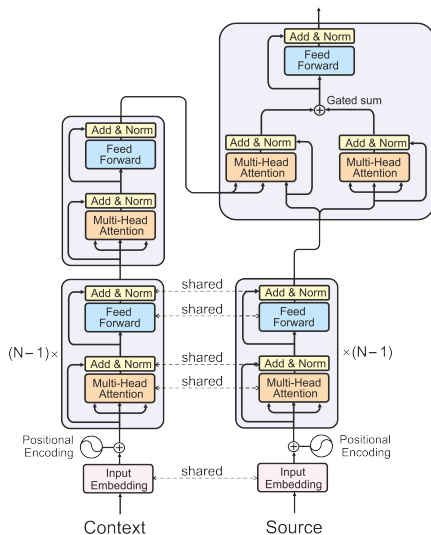 Add & Norm
Feed
Forward
Gated sum
Add & Norm
Multi-Head
Attention
Add & Norm
Multi-Head
Attention
Add & Norm
Feed
Forward
Add & Norm
Multi-Head
Attention
Add & Norm
Feed
Forward
Add & Norm
Multi-Head
Attention
(N−1)×
shared
shared
shared
shared
Add & Norm
Feed
Forward
Add & Norm
Multi-Head
Attention
×(N−1)
Positional
Encoding
Positional
Encoding
Input
Embedding
shared
Input
Embedding
Context
Source